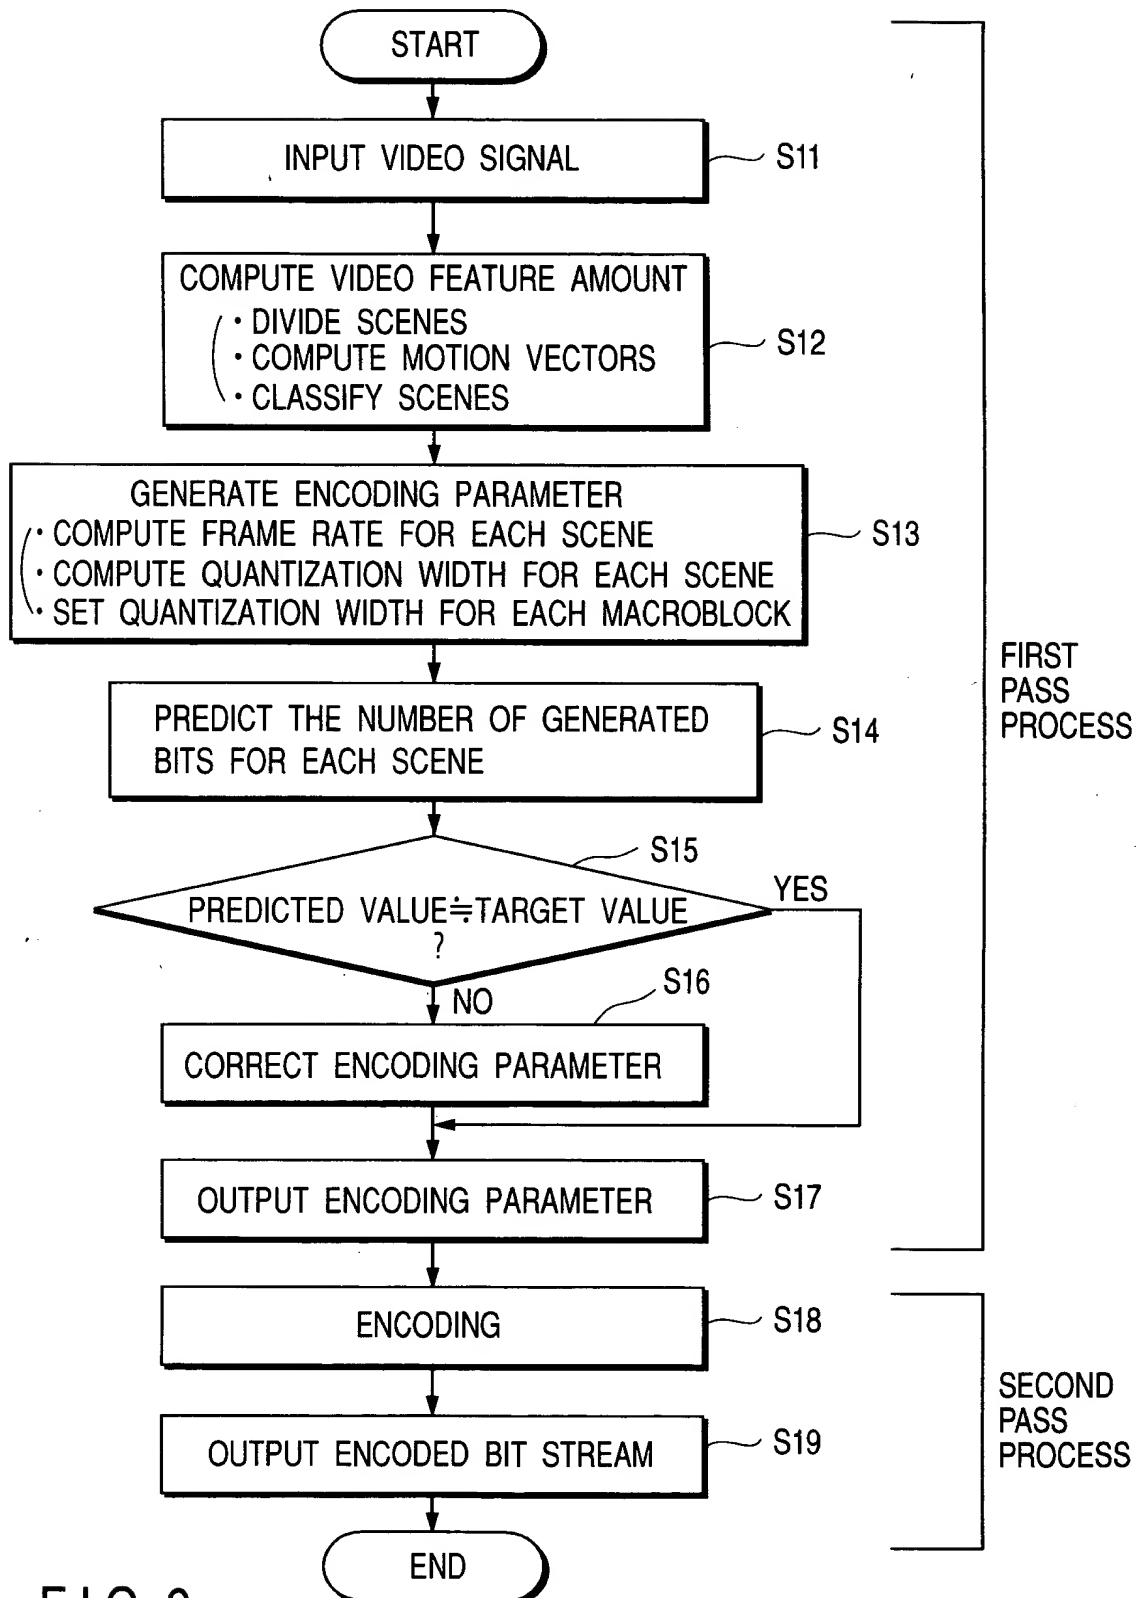 START
INPUT VIDEO SIGNAL
S11
COMPUTE VIDEO FEATURE AMOUNT
· DIVIDE SCENES
· COMPUTE MOTION VECTORS
· CLASSIFY SCENES
S12
GENERATE ENCODING PARAMETER
· COMPUTE FRAME RATE FOR EACH SCENE
· COMPUTE QUANTIZATION WIDTH FOR EACH SCENE
· SET QUANTIZATION WIDTH FOR EACH MACROBLOCK
S13
PREDICT THE NUMBER OF GENERATED
BITS FOR EACH SCENE
S14
FIRST
PASS
PROCESS
S15
PREDICTED VALUE≒TARGET VALUE
?
YES
NO
S16
CORRECT ENCODING PARAMETER
OUTPUT ENCODING PARAMETER
S17
ENCODING
S18
OUTPUT ENCODED BIT STREAM
S19
SECOND
PASS
PROCESS
END
FIG.